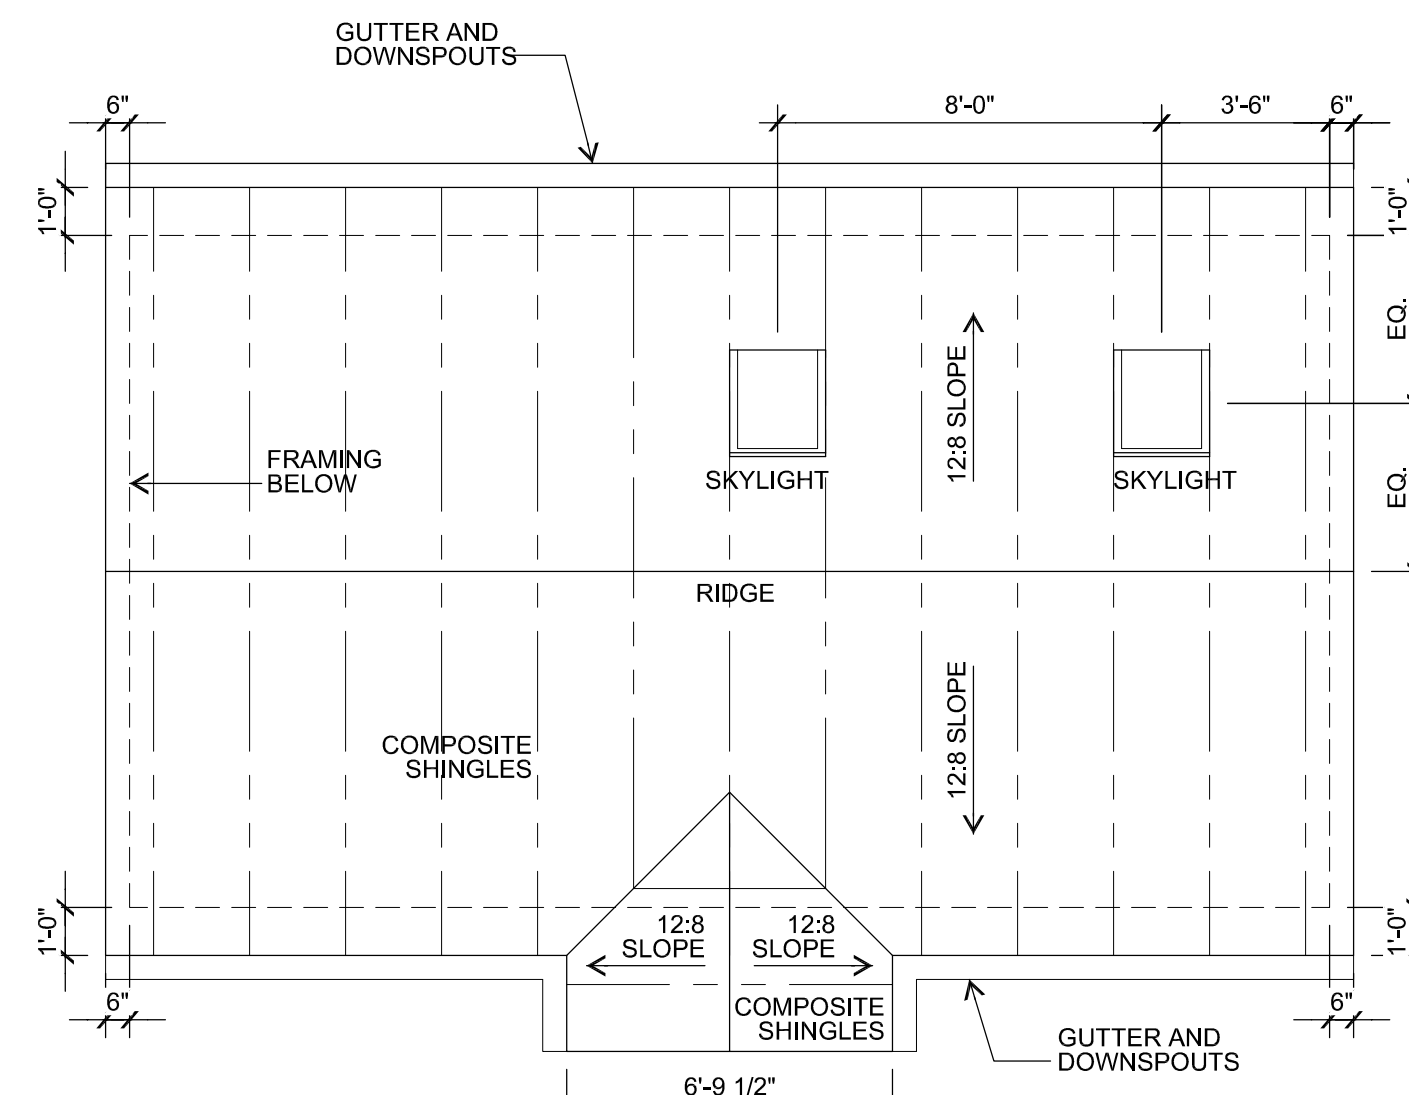 GUTTER AND
DOWNSPOUTS
6"
8'-0"
3'-6"
6"
1'-0"
1'-0"
EQ.
12:8 SLOPE
FRAMING
BELOW
SKYLIGHT
SKYLIGHT
EQ.
RIDGE
12:8 SLOPE
COMPOSITE
SHINGLES
1'-0"
12:8
SLOPE
12:8
SLOPE
1'-0"
6"
COMPOSITE
SHINGLES
6"
GUTTER AND
DOWNSPOUTS
6'-9 1/2"